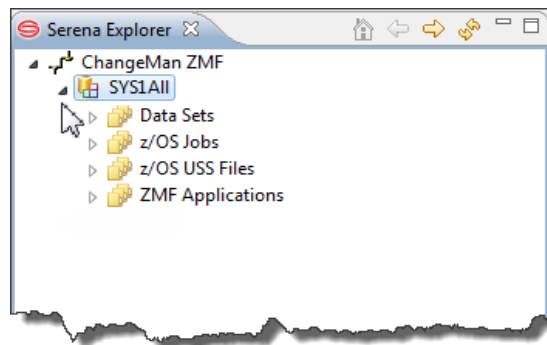 Serena Explorer
ChangeMan ZMF
SYS1All
Data Sets
z/OS Jobs
z/OS USS Files
ZMF Applications